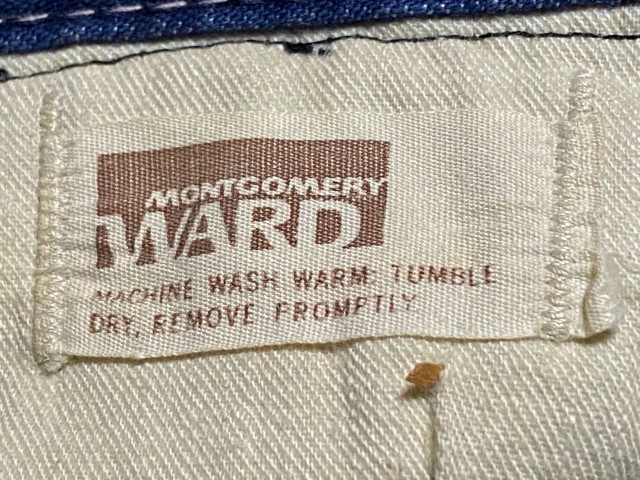 MONTGOMERY
WARD
MACHINE WASH WARM: TUMBLE
DRY, REMOVE PROMPTLY